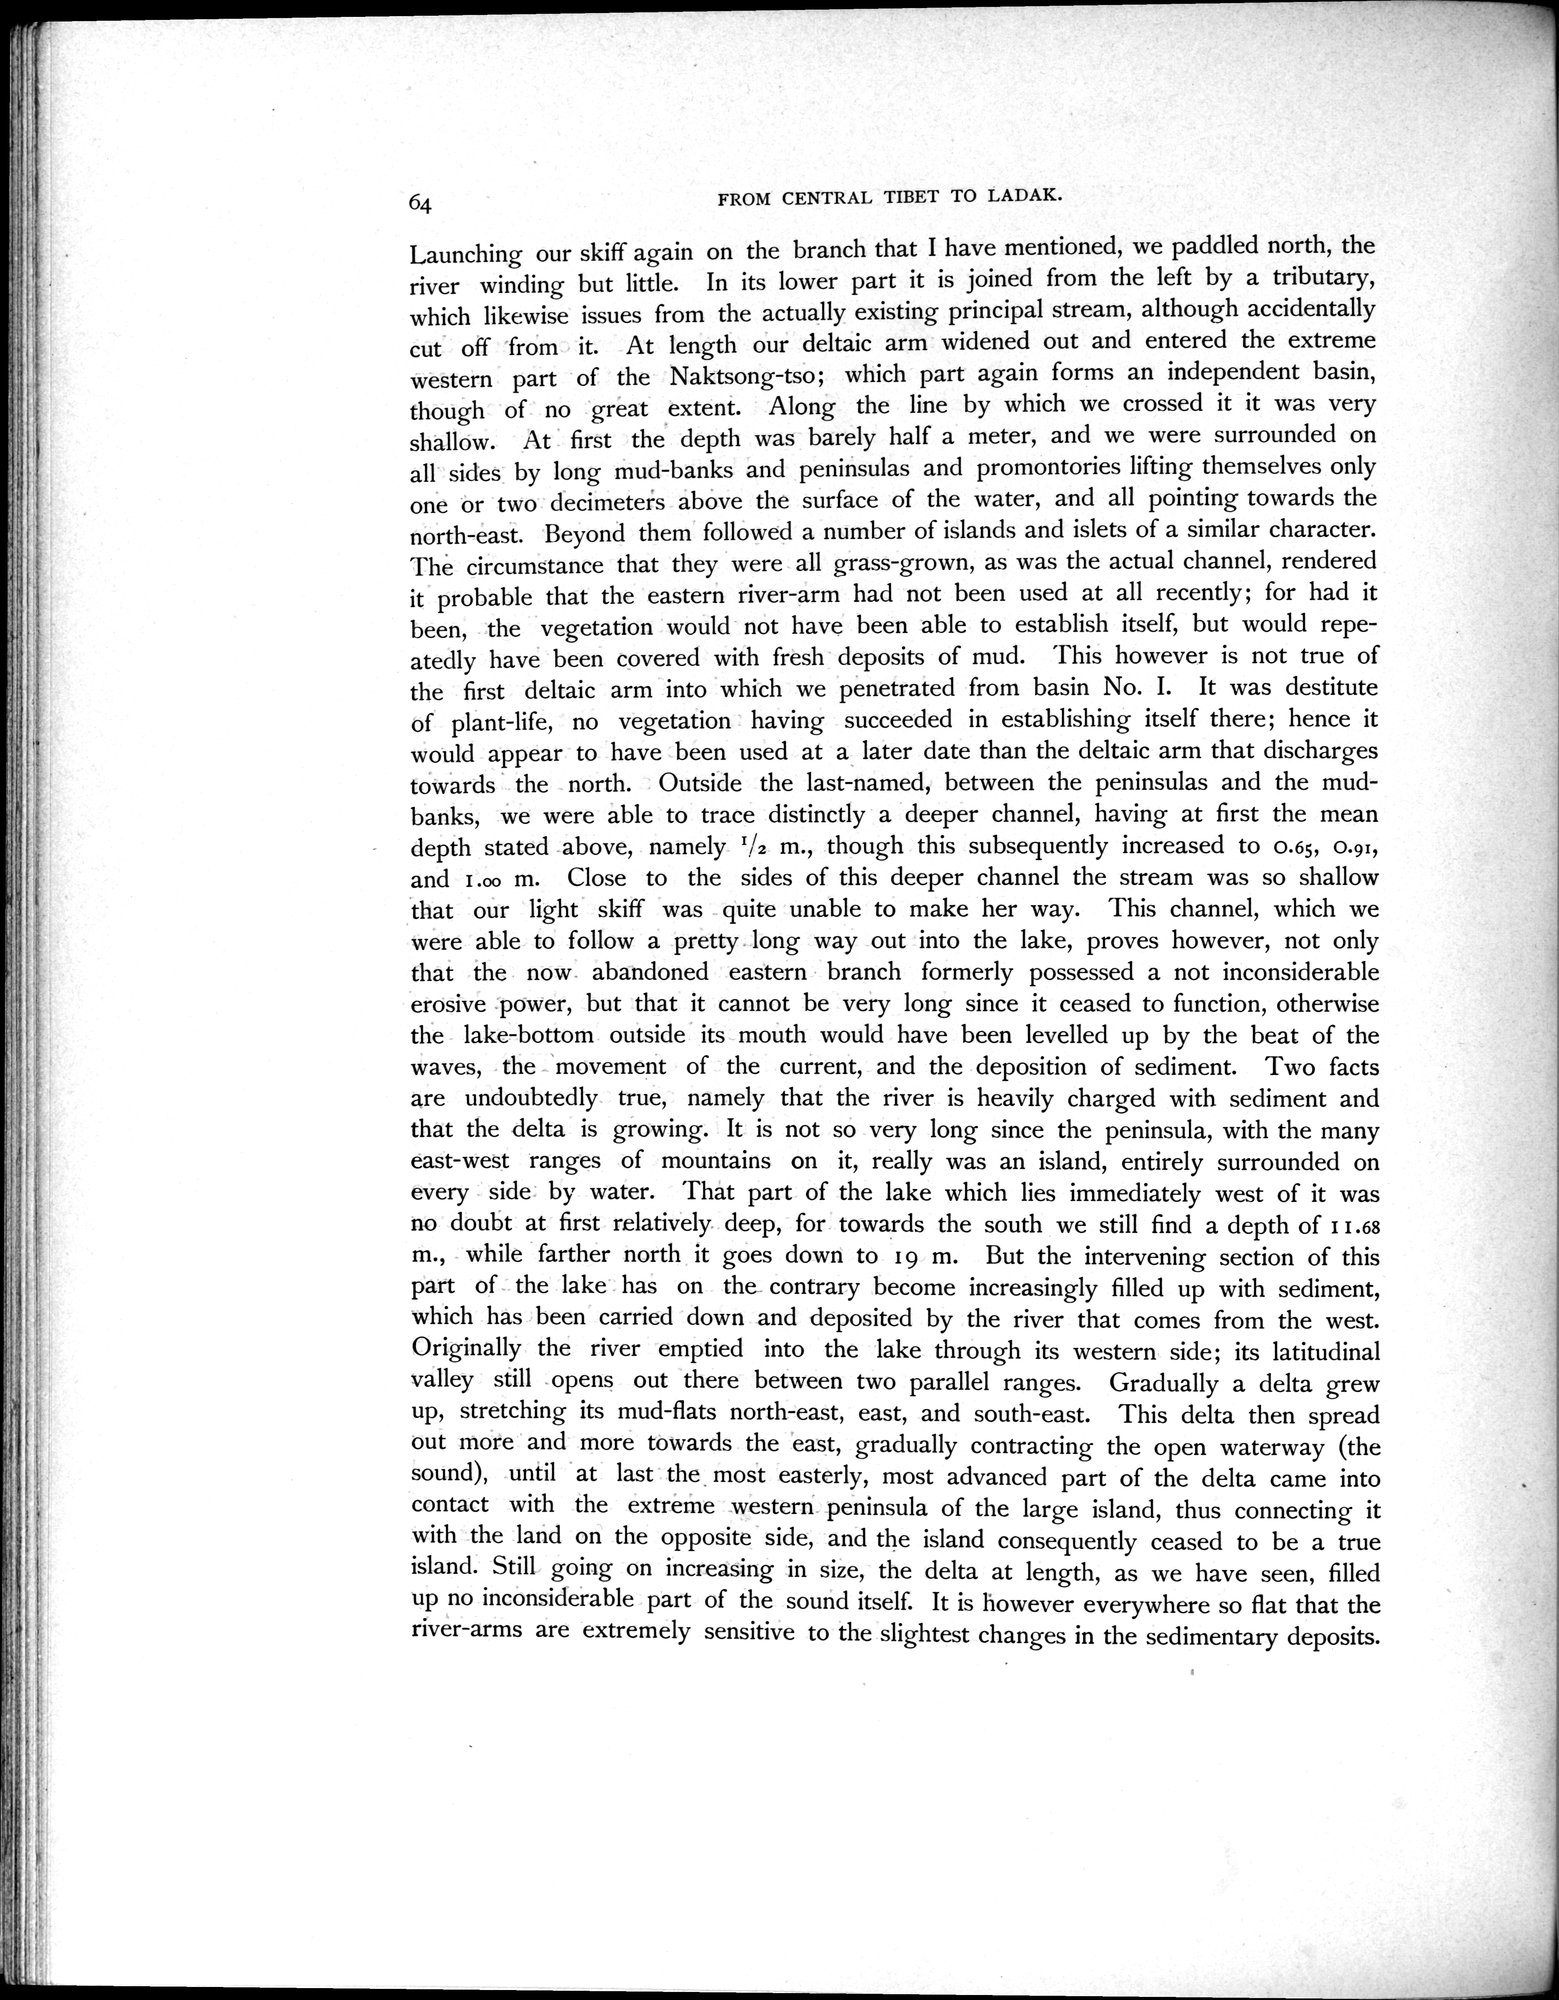 64 FROM CENTRAL TIBET TO LADAK.
Launching our skiff again on the branch that I have mentioned, we paddled north, the
river winding but little. In its lower part it is joined from the left by a tributary,
which likewise issues from the actually existing principal stream, although accidentally
cut off from it. At length our deltaic arm widened out and entered the extreme
western part of the Naktsong-tso; which part again forms an independent basin,
though of no great extent. Along the line by which we crossed it it was very
shallow. At first the depth was barely half a meter, and we were surrounded on
all sides by long mud-banks and peninsulas and promontories lifting themselves only
one or two decimeters above the surface of the water, and all pointing towards the
north-east. Beyond them followed a number of islands and islets of a similar character.
The circumstance that they were all grass-grown, as was the actual channel, rendered
it probable that the eastern river-arm had not been used at all recently; for had it
been, the vegetation would not have been able to establish itself, but would repe-
atedly have been covered with fresh deposits of mud. This however is not true of
the first deltaic arm into which we penetrated from basin No. I. It was destitute
of plant-life, no vegetation having succeeded in establishing itself there; hence it
would appear to have been used at a later date than the deltaic arm that discharges
towards the north. Outside the last-named, between the peninsulas and the mud-
banks, we were able to trace distinctly a deeper channel, having at first the mean
depth stated above, namely 1/2 m., though this subsequently increased to 0.65, 0.91,
and 1.00 m. Close to the sides of this deeper channel the stream was so shallow
that our light skiff was quite unable to make her way. This channel, which we
were able to follow a pretty long way out into the lake, proves however, not only
that the now abandoned eastern branch formerly possessed a not inconsiderable
erosive power, but that it cannot be very long since it ceased to function, otherwise
the lake-bottom outside its mouth would have been levelled up by the beat of the
waves, the movement of the current, and the deposition of sediment. Two facts
are undoubtedly true, namely that the river is heavily charged with sediment and
that the delta is growing. It is not so very long since the peninsula, with the many
east-west ranges of mountains on it, really was an island, entirely surrounded on
every side by water. That part of the lake which lies immediately west of it was
no doubt at first relatively deep, for towards the south we still find a depth of 11.68
m., while farther north it goes down to 19 m. But the intervening section of this
part of the lake has on the contrary become increasingly filled up with sediment,
which has been carried down and deposited by the river that comes from the west.
Originally the river emptied into the lake through its western side; its latitudinal
valley still opens out there between two parallel ranges. Gradually a delta grew
up, stretching its mud-flats north-east, east, and south-east. This delta then spread
out more and more towards the east, gradually contracting the open waterway (the
sound), until at last the most easterly, most advanced part of the delta came into
contact with the extreme western peninsula of the large island, thus connecting it
with the land on the opposite side, and the island consequently ceased to be a true
island. Still going on increasing in size, the delta at length, as we have seen, filled
up no inconsiderable part of the sound itself. It is however everywhere so flat that the
river-arms are extremely sensitive to the slightest changes in the sedimentary deposits.